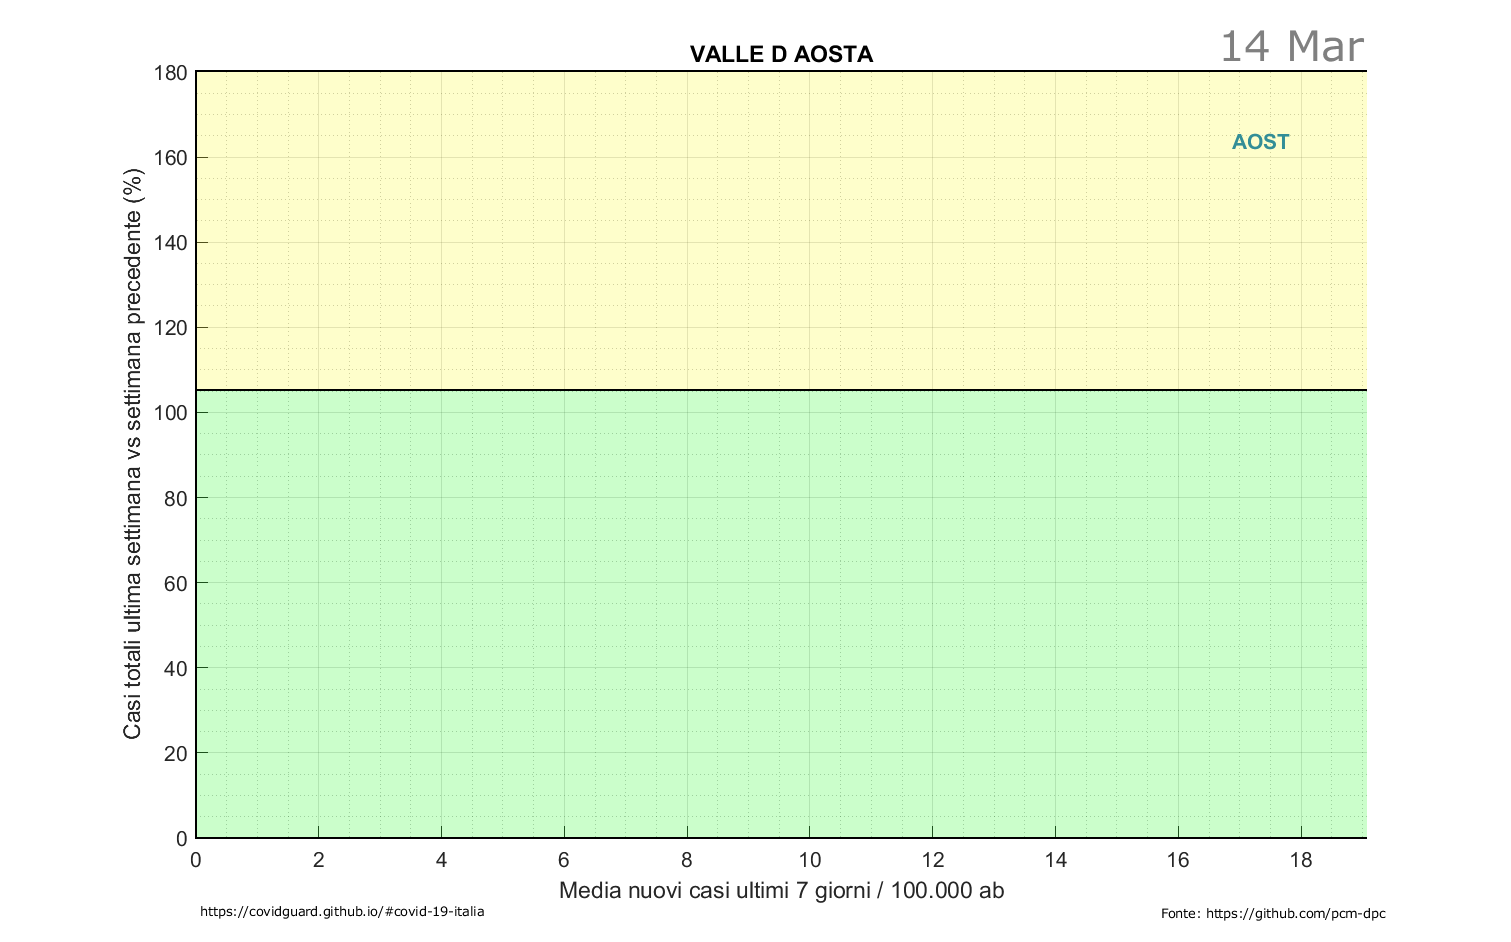 14 Mar
VALLE D AOSTA
180
160
140
120
100
80
60
40
20
0
Casi totali ultima settimana vs settimana precedente (%)
AOST
0 2 4 6 8 10 12 14 16 18
Media nuovi casi ultimi 7 giorni / 100.000 ab
https://covidguard.github.io/#covid-19-italia
Fonte: https://github.com/pcm-dpc